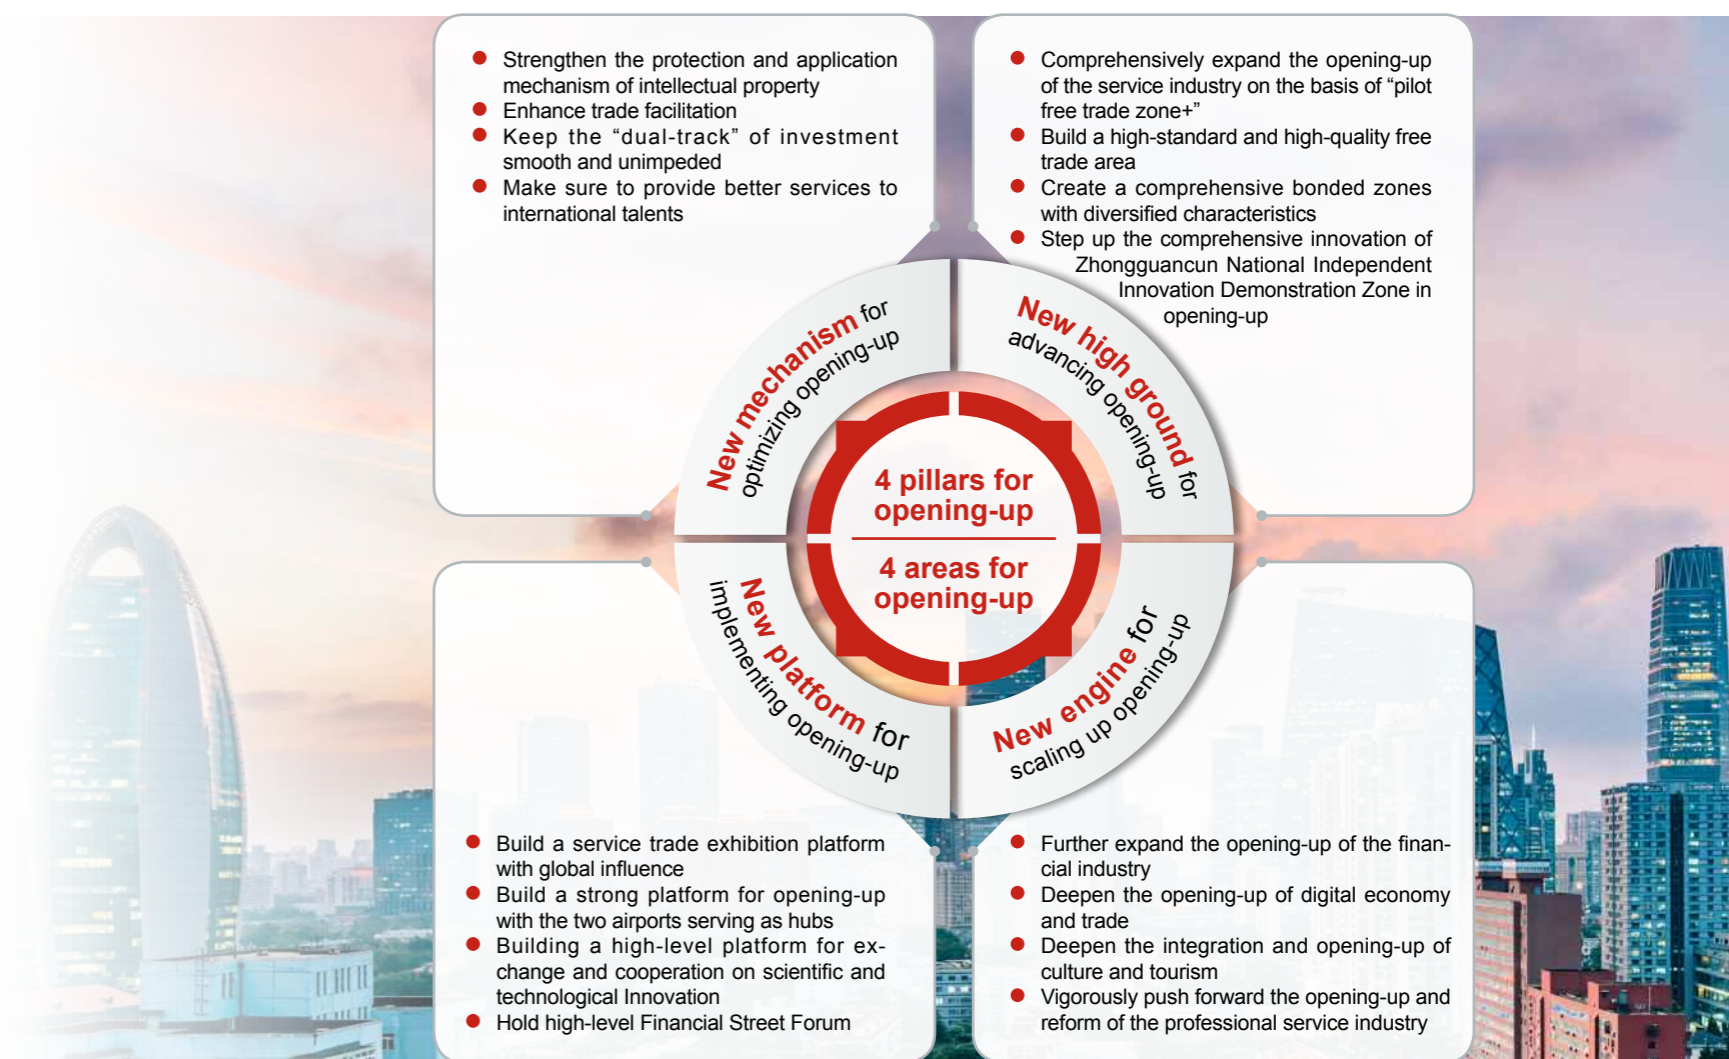 Strengthen the protection and application
mechanism of intellectual property
Enhance trade facilitation
Keep the “dual-track” of investment
smooth and unimpeded
Make sure to provide better services to
international talents
Comprehensively expand the opening-up
of the service industry on the basis of “pilot
free trade zone+”
Build a high-standard and high-quality free
trade area
Create a comprehensive bonded zones
with diversified characteristics
Step up the comprehensive innovation of
Zhongguancun National Independent
Innovation Demonstration Zone in
opening-up
New mechanism for
optimizing opening-up
New high ground for
advancing opening-up
4 pillars for
opening-up
4 areas for
opening-up
New platform for
implementing opening-up
New engine for
scaling up opening-up
Build a service trade exhibition platform
with global influence
Build a strong platform for opening-up
with the two airports serving as hubs
Building a high-level platform for ex-
change and cooperation on scientific and
technological Innovation
Hold high-level Financial Street Forum
Further expand the opening-up of the finan-
cial industry
Deepen the opening-up of digital economy
and trade
Deepen the integration and opening-up of
culture and tourism
Vigorously push forward the opening-up and
reform of the professional service industry